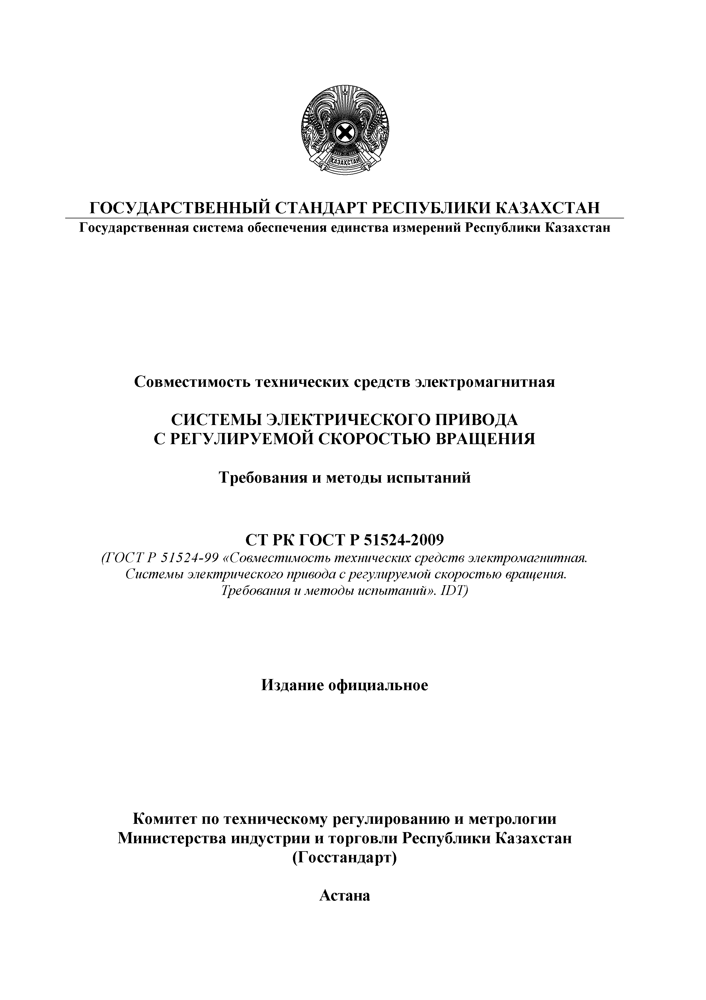 ҚАЗАҚСТАН
ГОСУДАРСТВЕННЫЙ СТАНДАРТ РЕСПУБЛИКИ КАЗАХСТАН
Государственная система обеспечения единства измерений Республики Казахстан
Совместимость технических средств электромагнитная
СИСТЕМЫ ЭЛЕКТРИЧЕСКОГО ПРИВОДА
С РЕГУЛИРУЕМОЙ СКОРОСТЬЮ ВРАЩЕНИЯ
Требования и методы испытаний
СТ РК ГОСТ Р 51524-2009
(ГОСТ Р 51524-99 «Совместимость технических средств электромагнитная.
Системы электрического привода с регулируемой скоростью вращения.
Требования и методы испытаний». IDT)
Издание официальное
Комитет по техническому регулированию и метрологии
Министерства индустрии и торговли Республики Казахстан
(Госстандарт)
Астана